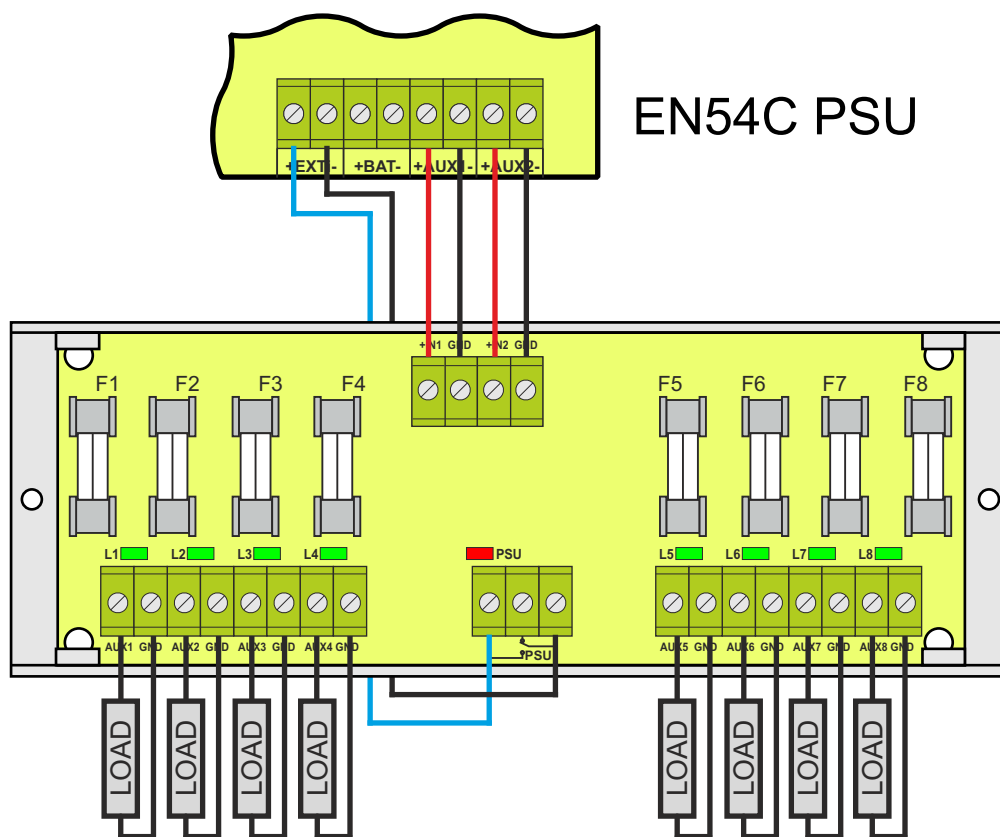 EN54C PSU
+EXT- +BAT- +AUX1- +AUX2-
+IN1 GND +IN2 GND
F1 F2 F3 F4 F5 F6 F7 F8
L1 L2 L3 L4 PSU L5 L6 L7 L8
AUX1 GND AUX2 GND AUX3 GND AUX4 GND PSU AUX5 GND AUX6 GND AUX7 GND AUX8 GND
LOAD LOAD LOAD LOAD LOAD LOAD LOAD LOAD